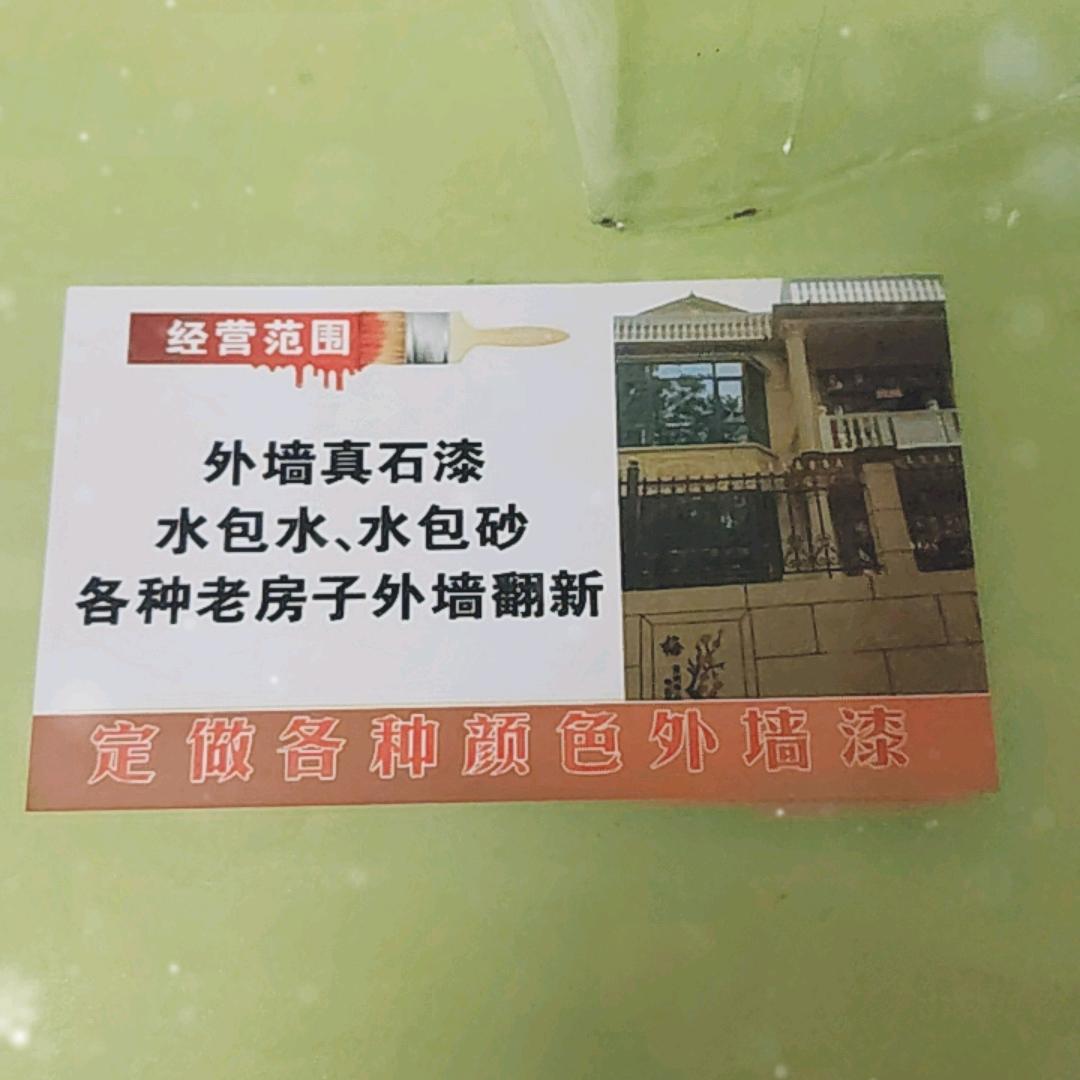 经营范围
外墙真石漆
水包水、水包砂
各种老房子外墙翻新
梅
定做各种颜色外墙漆